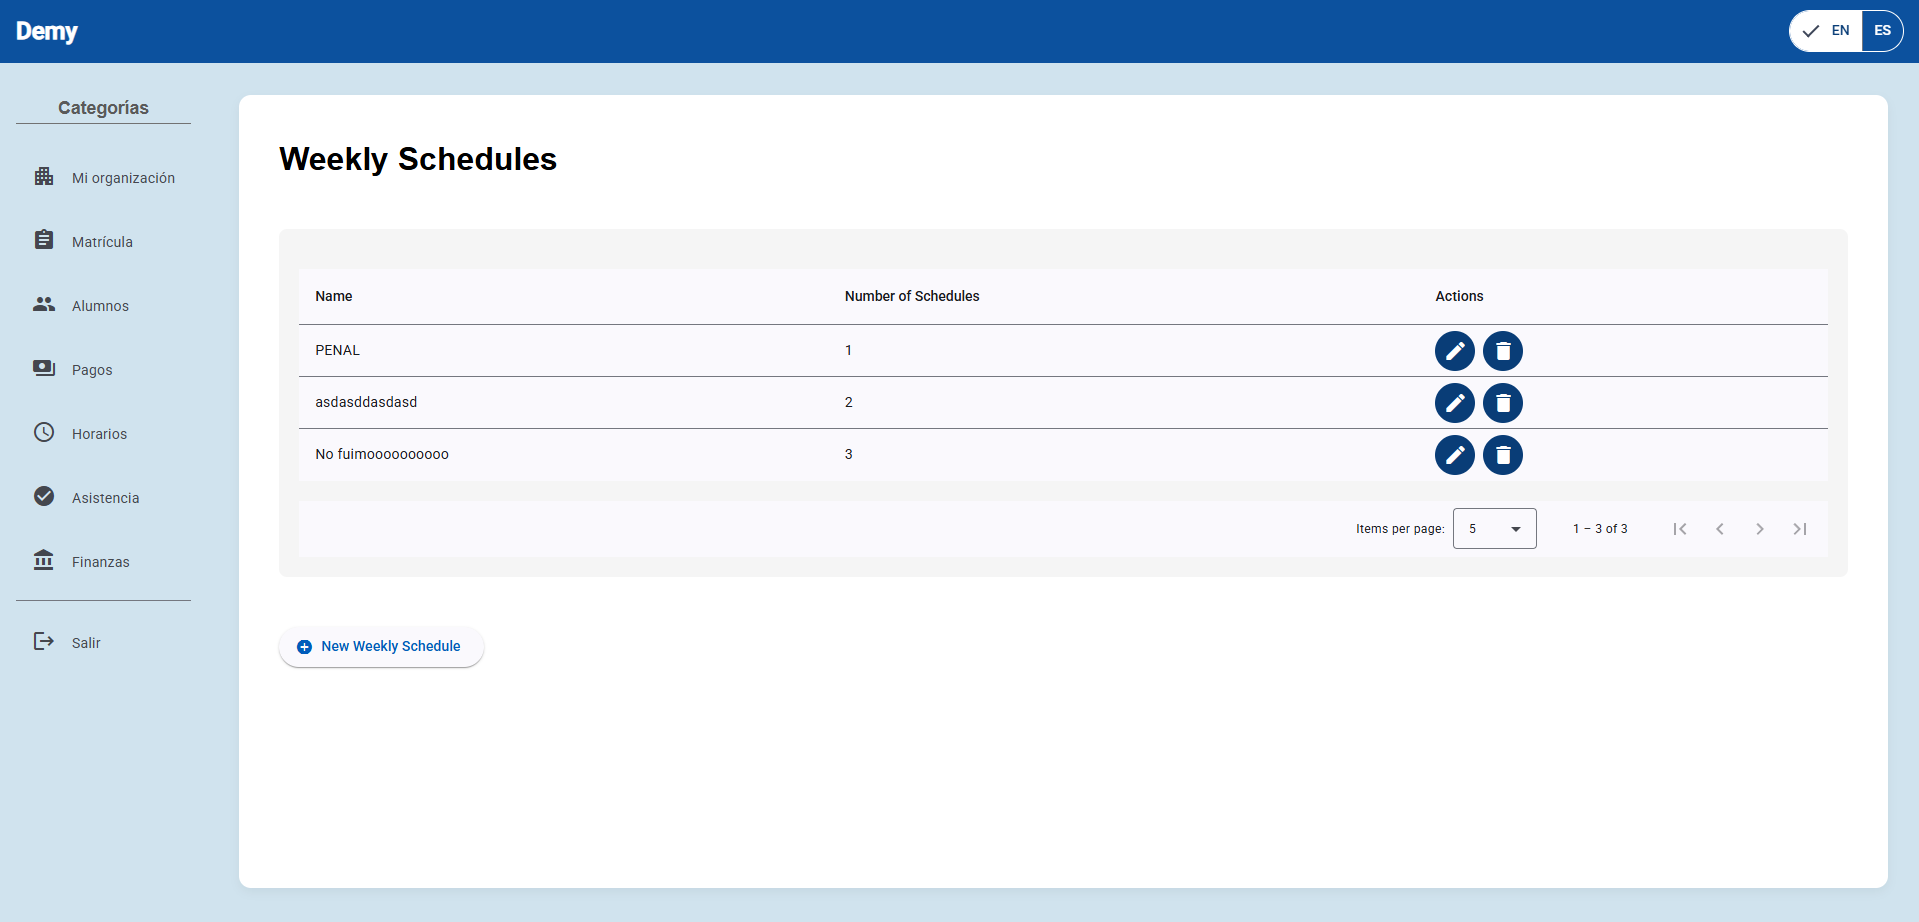 Demy
EN
ES
Categorías
Mi organización
Matrícula
Alumnos
Pagos
Horarios
Asistencia
Finanzas
Salir
Weekly Schedules
Name Number of Schedules Actions
PENAL 1
asdasddasdasd 2
No fuimoooooooooo 3
Items per page: 5 1 – 3 of 3
New Weekly Schedule